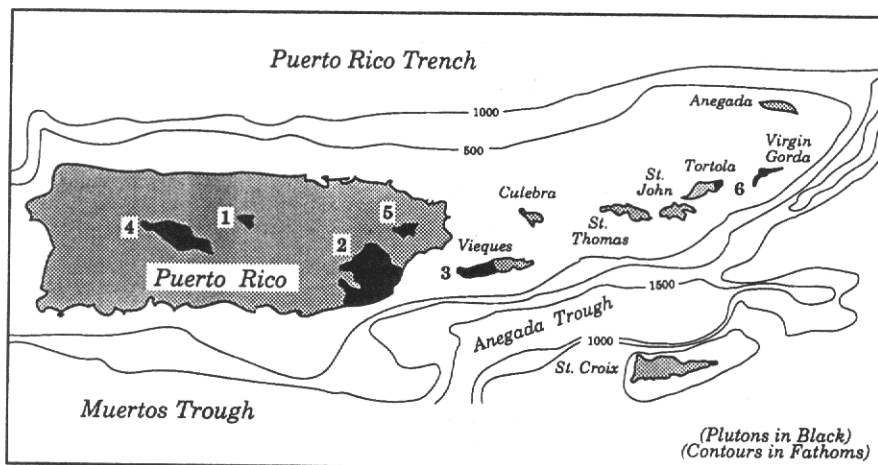 Puerto Rico Trench
1000
Anegada
500
Virgin
Gorda
Tortola
St.
John
6
Culebra
5
1
4
St.
Thomas
2
Vieques
3
Puerto Rico
1500
Anegada Trough
1000
St. Croix
Muertos Trough
(Plutons in Black)
(Contours in Fathoms)